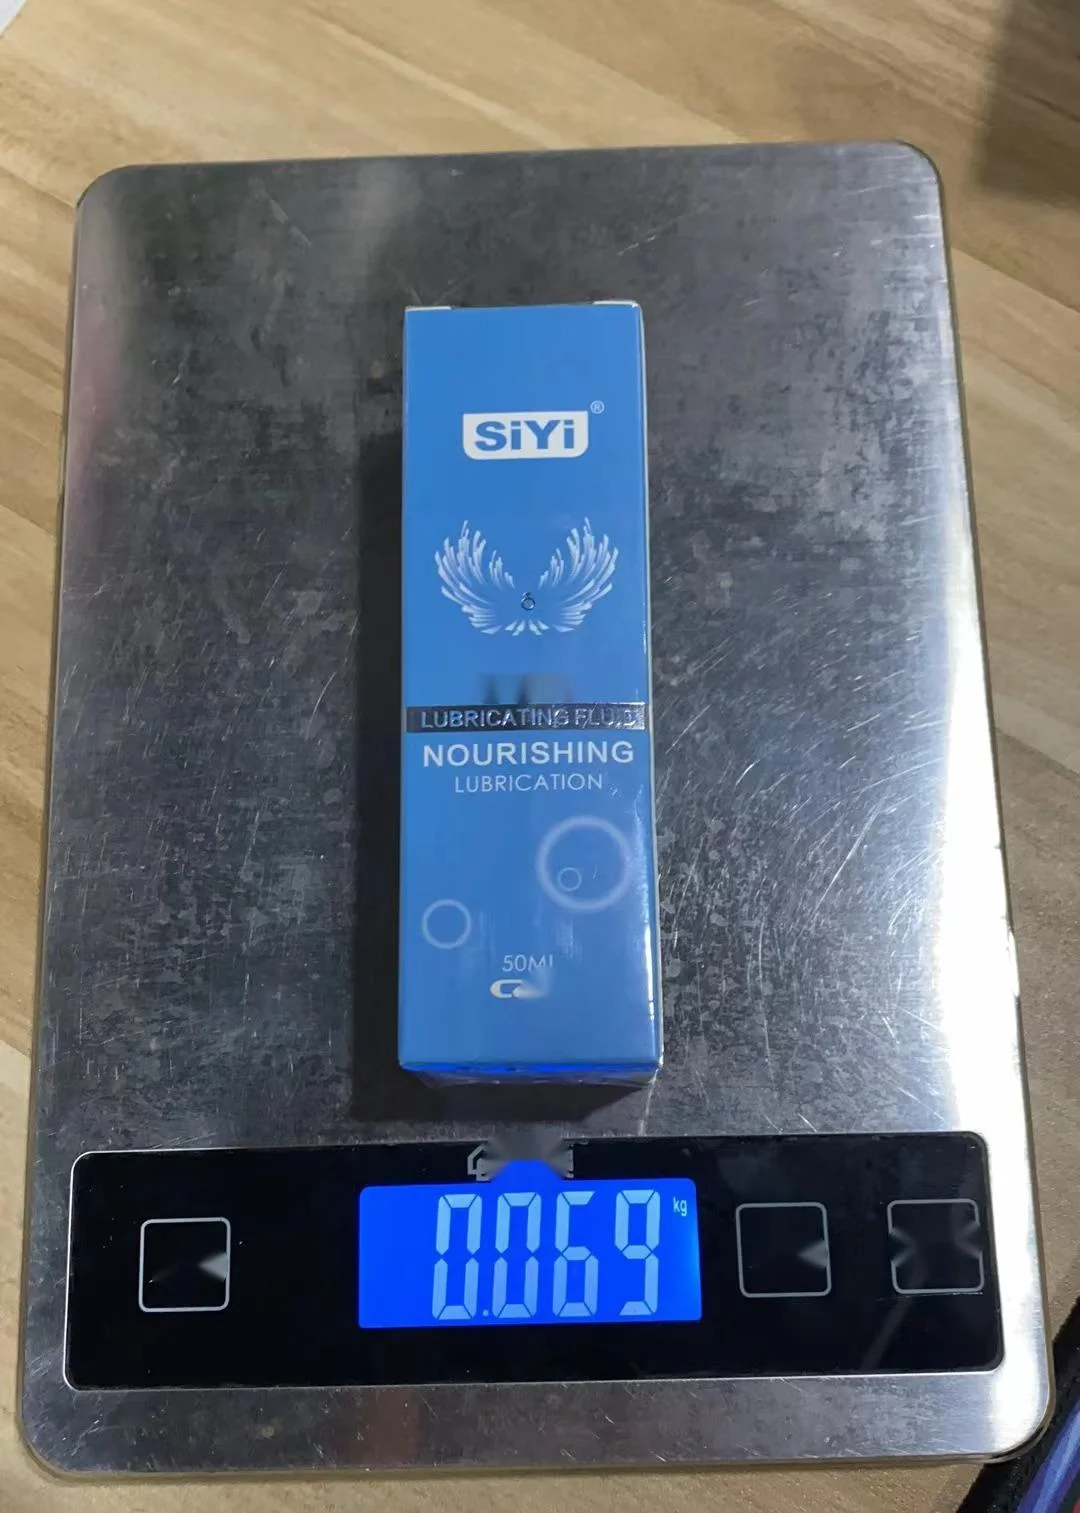 SiYi®
LUBRICATING FLUID
NOURISHING
LUBRICATION
50ML
0.069 kg